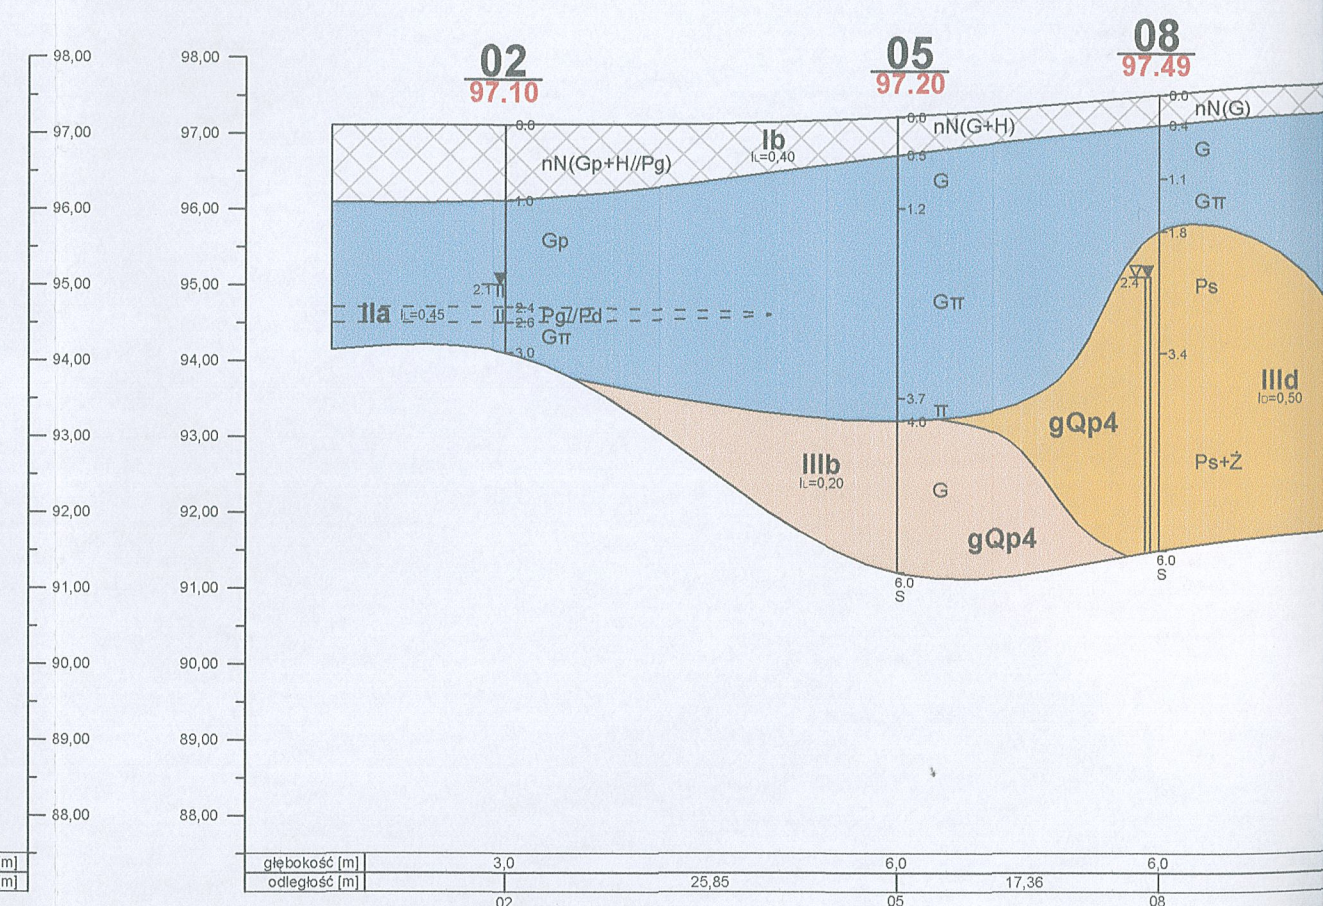 02
97.10
05
97.20
08
97.49
98,00
97,00
96,00
95,00
94,00
93,00
92,00
91,00
90,00
89,00
88,00
98,00
97,00
96,00
95,00
94,00
93,00
92,00
91,00
90,00
89,00
88,00
0.0
nN(Gp+H//Pg)
1.0
Gp
2.1
2.4
Pg//Pd
2.6
Gπ
3.0
IIa IL=0,45
Ib
IL=0,40
0.0
nN(G+H)
0.5
G
1.2
Gπ
3.7
π
4.0
G
6.0
S
IIIb
IL=0,20
gQp4
0.0
nN(G)
0.4
G
1.1
Gπ
1.8
2.4
Ps
3.4
Ps+Ż
6.0
S
gQp4
IIId
ID=0,50
m]
głębokość [m] 3,0 6,0 6,0
m]
odległość [m] 25,85 17,36
02 05 08